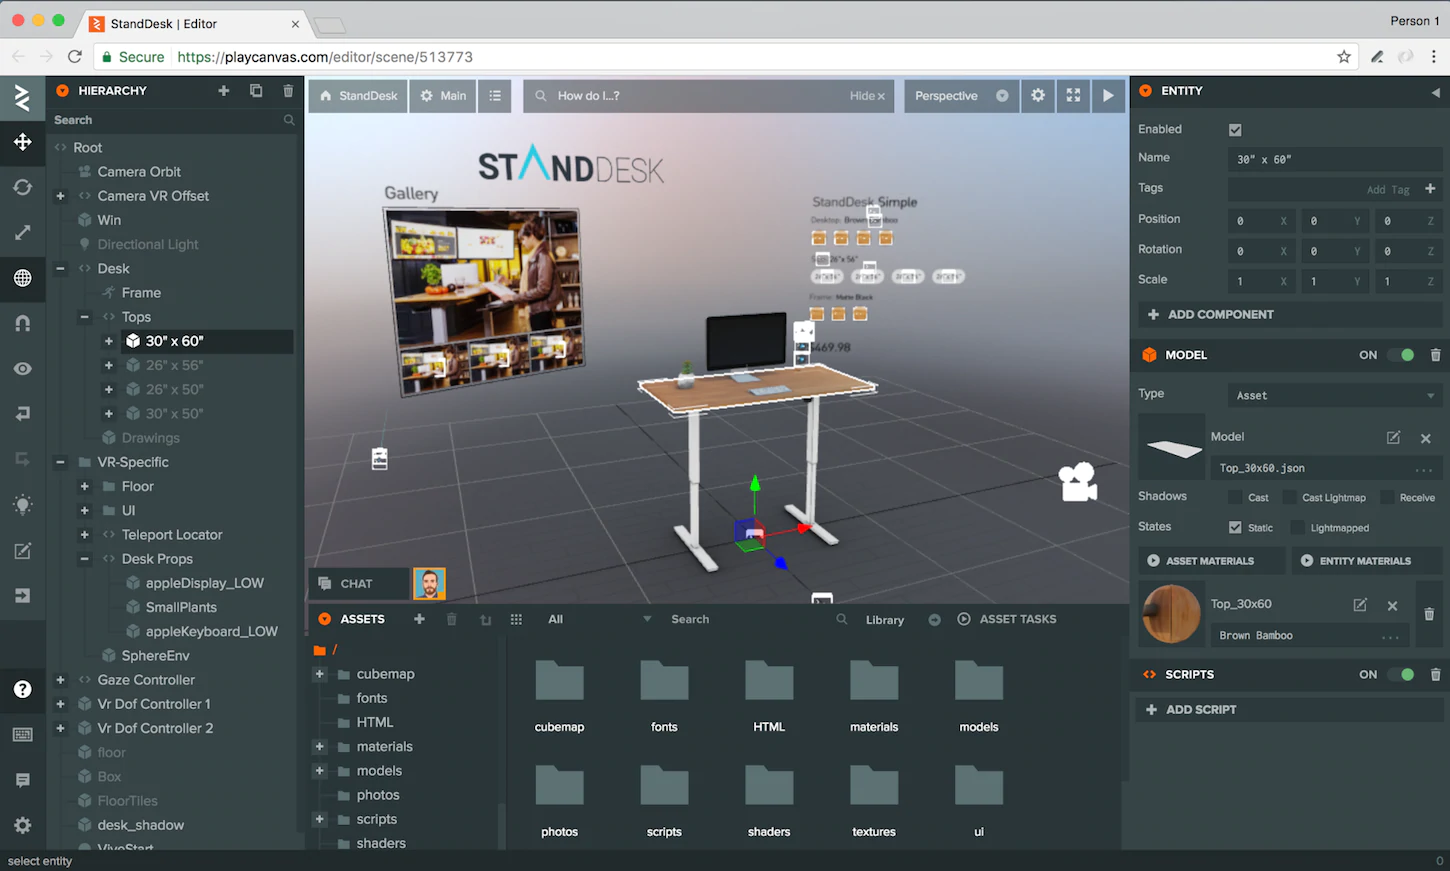 StandDesk | Editor
Person 1
Secure
https://playcanvas.com/editor/scene/513773
HIERARCHY
Search
Root
Camera Orbit
Camera VR Offset
Win
Directional Light
Desk
Frame
Tops
30" x 60"
26" x 56"
26" x 50"
30" x 50"
Drawings
VR-Specific
Floor
UI
Teleport Locator
Desk Props
appleDisplay_LOW
SmallPlants
appleKeyboard_LOW
SphereEnv
Gaze Controller
Vr Dof Controller 1
Vr Dof Controller 2
floor
Box
FloorTiles
desk_shadow
ViveStart
select entity
StandDesk
Main
How do I...?
Hide
Perspective
STANDDESK
Gallery
StandDesk Simple
Desktop: Brown Bamboo
Frame: Matte Black
$469.98
CHAT
ASSETS
All
Search
Library
ASSET TASKS
/
cubemap
fonts
HTML
materials
models
photos
scripts
shaders
cubemap
fonts
HTML
materials
models
photos
scripts
shaders
textures
ui
ENTITY
Enabled
Name
30" x 60"
Tags
Add Tag
Position
0 X 0 Y 0 Z
Rotation
0 X 0 Y 0 Z
Scale
1 X 1 Y 1 Z
ADD COMPONENT
MODEL
ON
Type
Asset
Model
Top_30x60.json
...
Shadows
Cast
Cast Lightmap
Receive
States
Static
Lightmapped
ASSET MATERIALS
ENTITY MATERIALS
Top_30x60
Brown Bamboo
...
SCRIPTS
ON
ADD SCRIPT
0